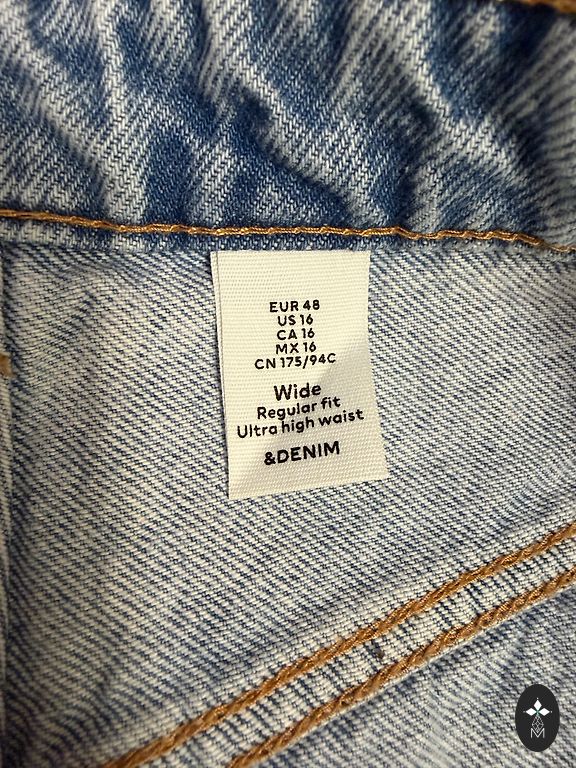 EUR 48
US 16
CA 16
MX 16
CN 175/94C
Wide
Regular fit
Ultra high waist
&DENIM